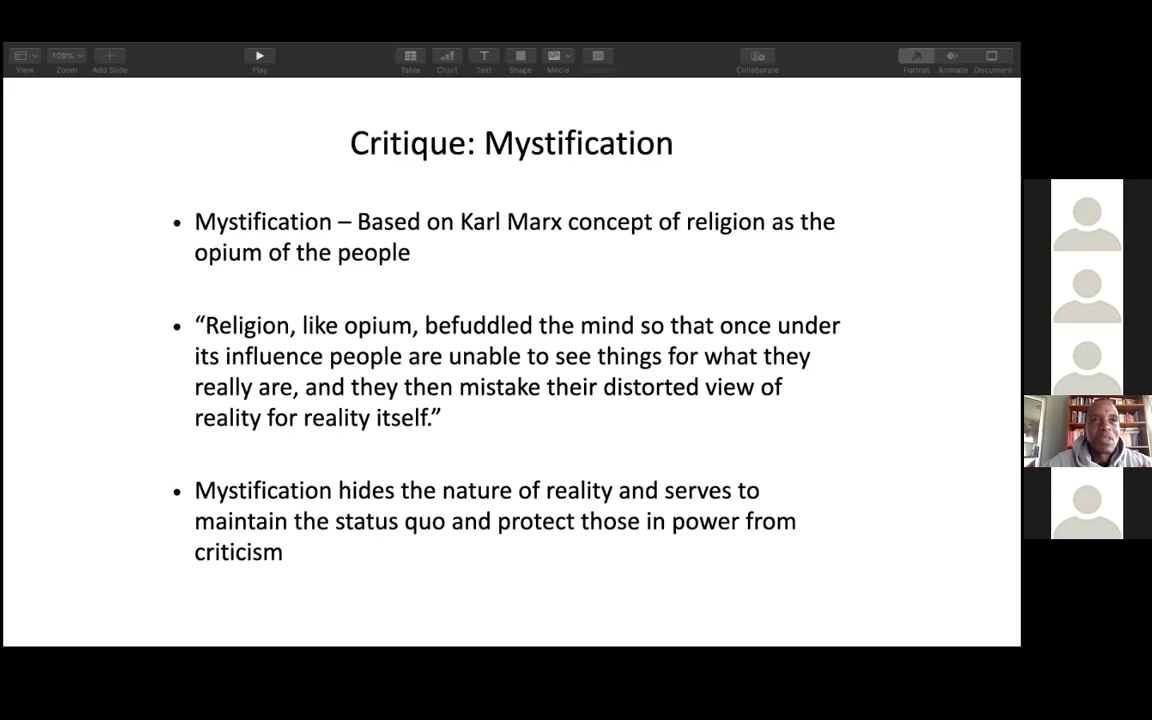 109%
View
Zoom
Add Slide
Play
Table
Chart
Text
Shape
Media
Comment
Collaborate
Format
Animate
Document
Critique: Mystification
• Mystification – Based on Karl Marx concept of religion as the
opium of the people
• “Religion, like opium, befuddled the mind so that once under
its influence people are unable to see things for what they
really are, and they then mistake their distorted view of
reality for reality itself.”
• Mystification hides the nature of reality and serves to
maintain the status quo and protect those in power from
criticism